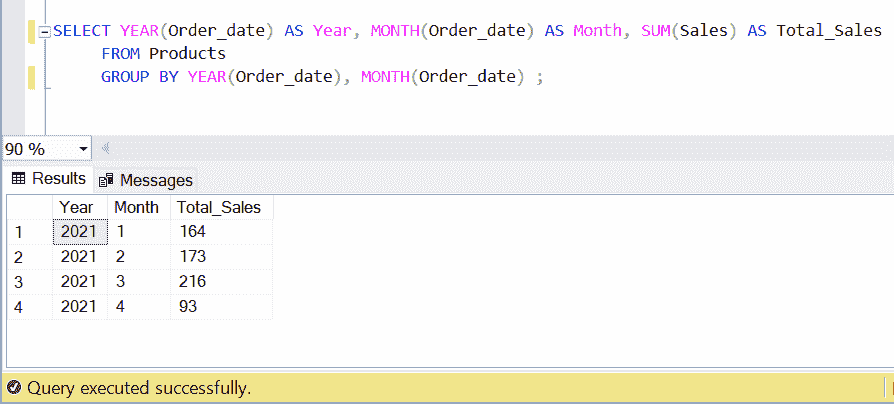 SELECT YEAR(Order_date) AS Year, MONTH(Order_date) AS Month, SUM(Sales) AS Total_Sales
FROM Products
GROUP BY YEAR(Order_date), MONTH(Order_date) ;
90 %
Results Messages
Year Month Total_Sales
1 2021 1 164
2 2021 2 173
3 2021 3 216
4 2021 4 93
Query executed successfully.